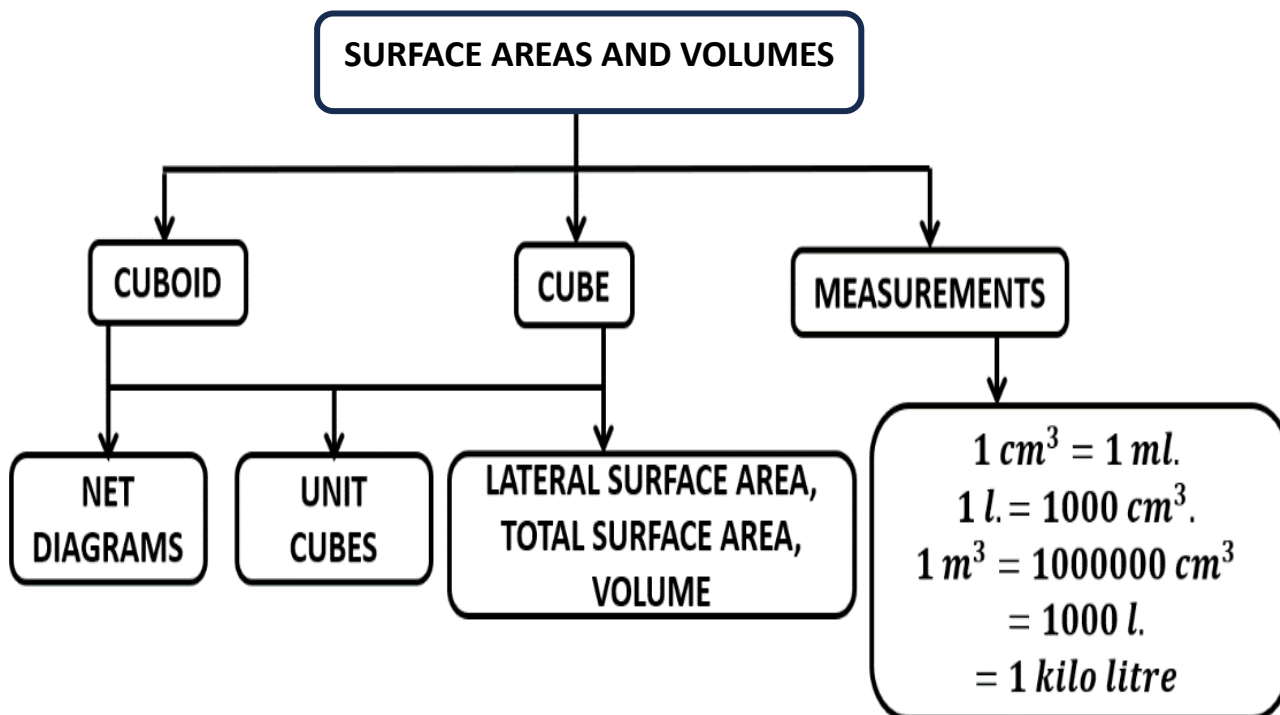 SURFACE AREAS AND VOLUMES
CUBOID
CUBE
MEASUREMENTS
NET
DIAGRAMS
UNIT
CUBES
LATERAL SURFACE AREA,
TOTAL SURFACE AREA,
VOLUME
1 cm³ = 1 ml.
1 l. = 1000 cm³.
1 m³ = 1000000 cm³
= 1000 l.
= 1 kilo litre